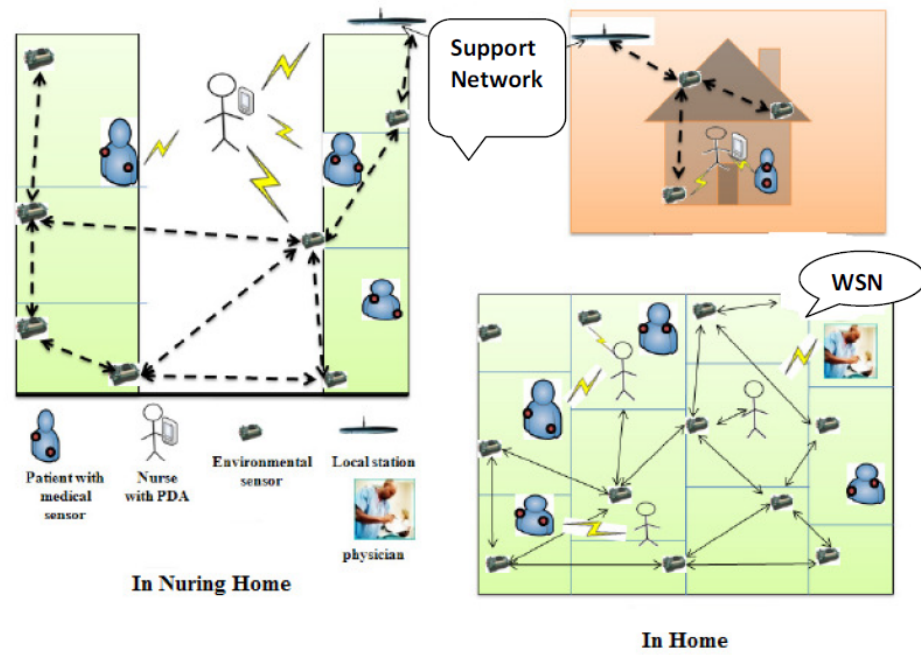 Support
Network
WSN
Patient with
medical
sensor
Nurse
with PDA
Environmental
sensor
Local station
physician
In Nuring Home
In Home